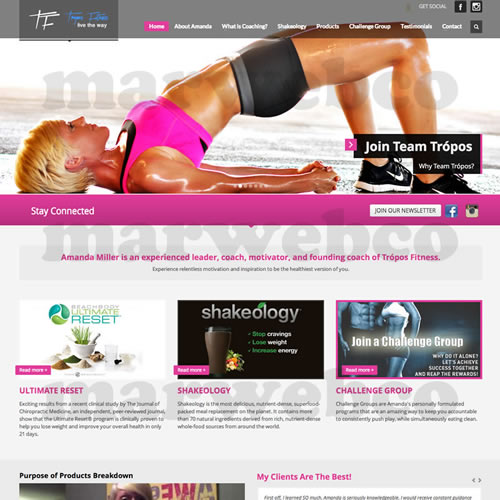 GET SOCIAL
TF Tropos Fitness
live the way
Home About Amanda What Is Coaching? Shakeology Products Challenge Group Testimonials Contact
marwebco
Join Team Trópos
Why Team Trópos?
Stay Connected
JOIN OUR NEWSLETTER
marwebco
Amanda Miller is an experienced leader, coach, motivator, and founding coach of Trópos Fitness.
Experience relentless motivation and inspiration to be the healthiest version of you.
BEACHBODY
ULTIMATE
RESET
Read more +
shakeology
✓ Stop cravings
✓ Lose weight
✓ Increase energy
Read more +
Join a Challenge Group
WHY DO IT ALONE?
LET'S ACHIEVE
SUCCESS TOGETHER
AND REAP THE REWARDS!
Read more +
marwebco
ULTIMATE RESET
Exciting results from a recent clinical study by The Journal of
Chiropractic Medicine, an independent, peer-reviewed journal,
show that the Ultimate Reset® program is clinically proven to
help you lose weight and improve your overall health in only
21 days.
SHAKEOLOGY
Shakeology is the most delicious, nutrient-dense, superfood-
packed meal replacement on the planet. It contains more
than 70 natural ingredients derived from rich, nutrient-dense
whole-food sources from around the world.
CHALLENGE GROUP
Challenge Groups are Amanda's personally formulated
programs that are an amazing way to keep you accountable
to consistently push play, while simultaneously eating clean.
Purpose of Products Breakdown
My Clients Are The Best!
First off, I learned SO much. Amanda is seriously knowledgeable. I would receive constant guidance